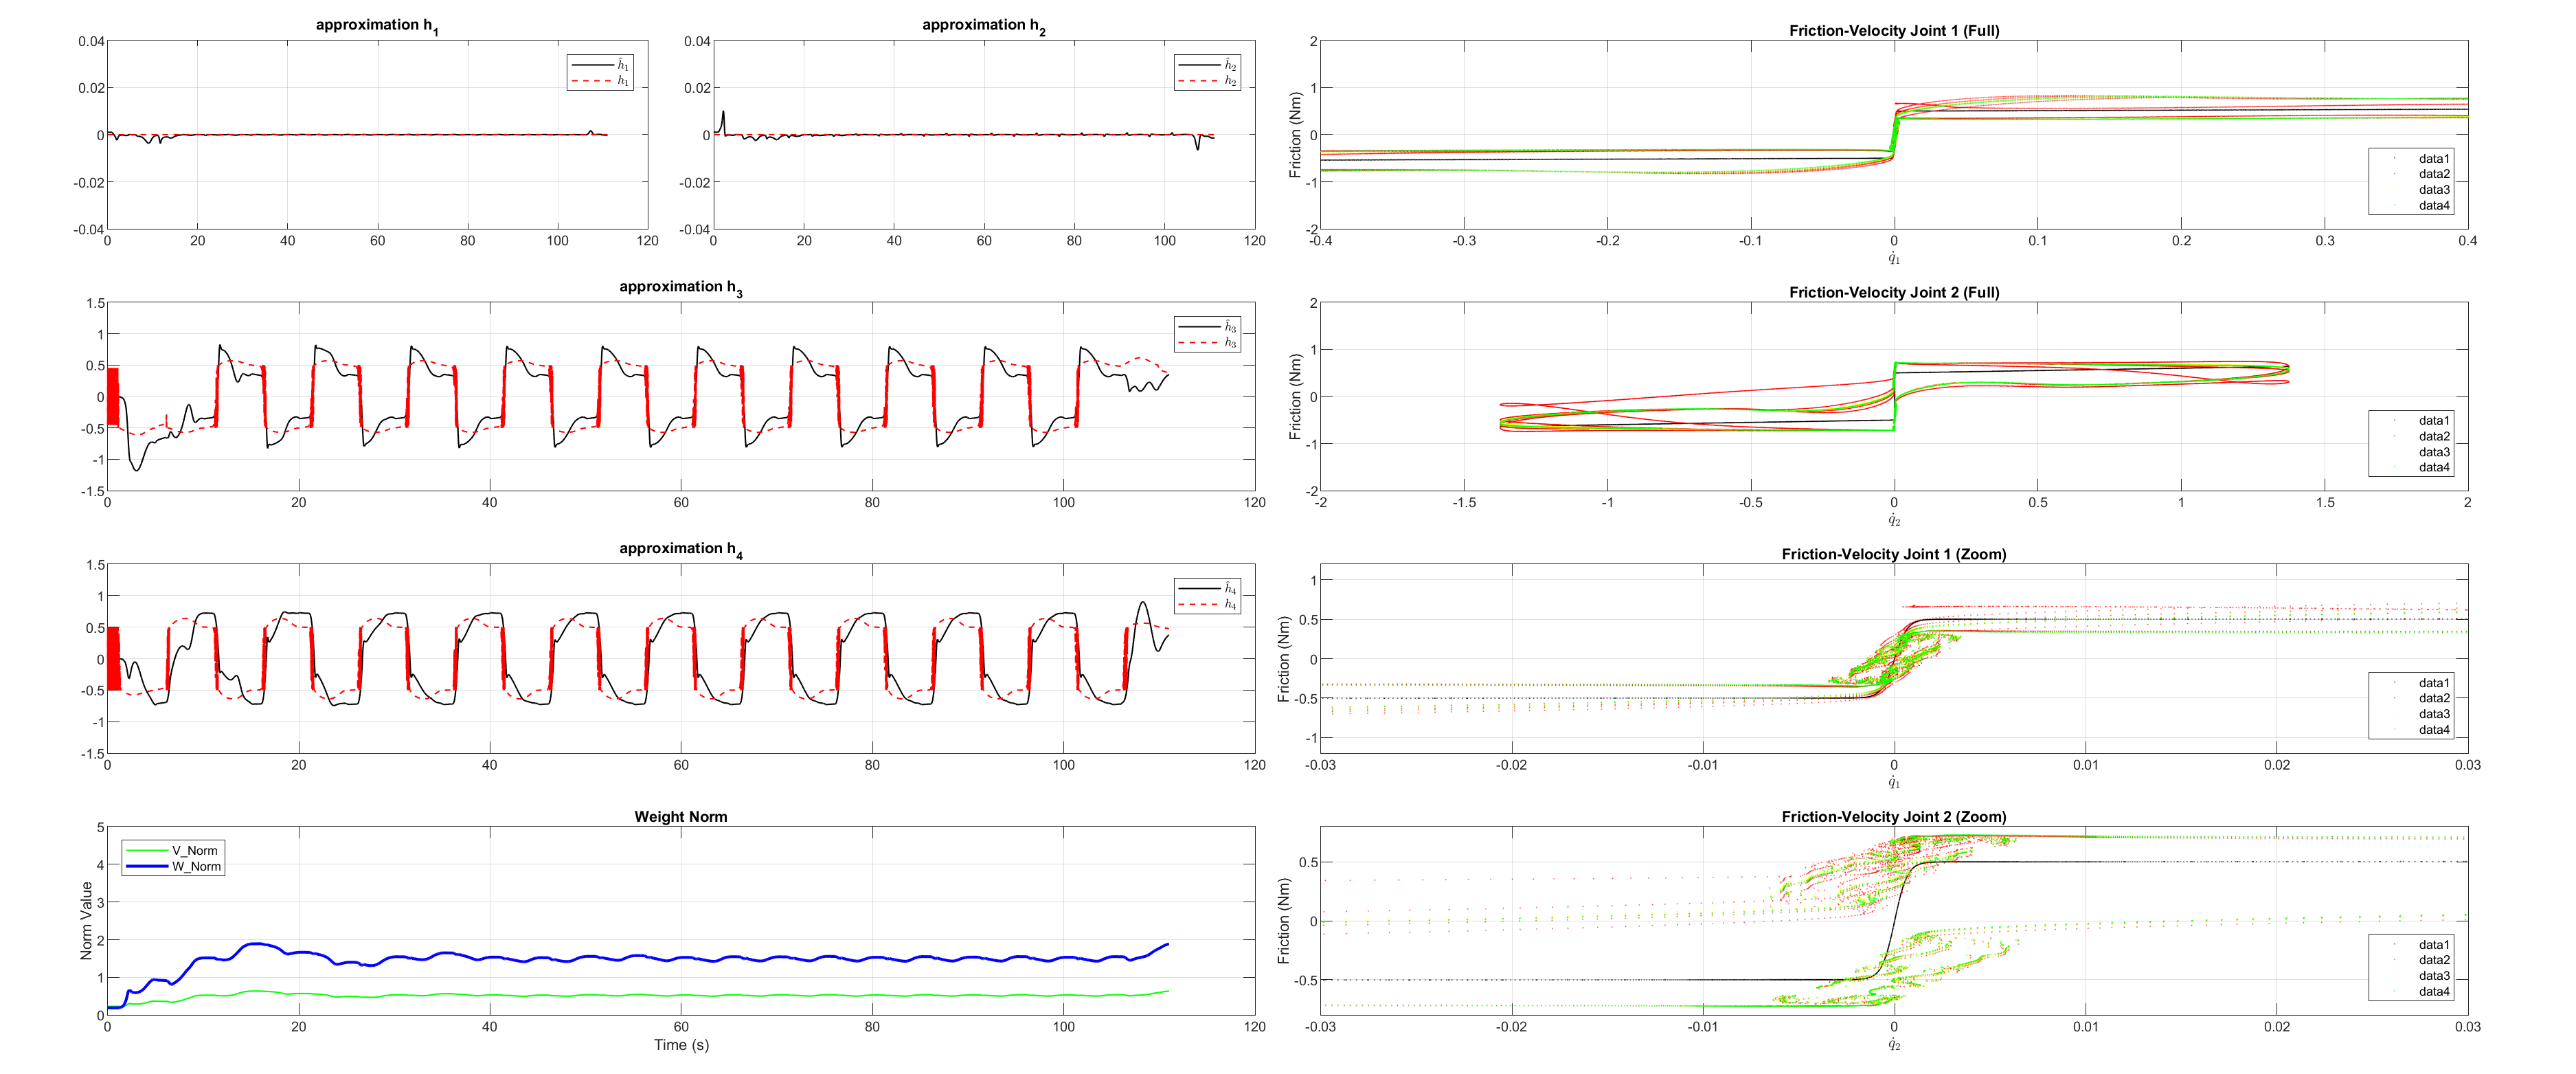 approximation h1
0.04
0.02
0
-0.02
-0.04
0 20 40 60 80 100 120
ĥ1
h1
approximation h2
0.04
0.02
0
-0.02
-0.04
0 20 40 60 80 100 120
ĥ2
h2
Friction-Velocity Joint 1 (Full)
Friction (Nm)
2
1
0
-1
-2
-0.4 -0.3 -0.2 -0.1 0 0.1 0.2 0.3 0.4
q̇1
data1
data2
data3
data4
approximation h3
1.5
1
0.5
0
-0.5
-1
-1.5
0 20 40 60 80 100 120
ĥ3
h3
Friction-Velocity Joint 2 (Full)
Friction (Nm)
2
1
0
-1
-2
-2 -1.5 -1 -0.5 0 0.5 1 1.5 2
q̇2
data1
data2
data3
data4
approximation h4
1.5
1
0.5
0
-0.5
-1
-1.5
0 20 40 60 80 100 120
ĥ4
h4
Friction-Velocity Joint 1 (Zoom)
Friction (Nm)
1
0.5
0
-0.5
-1
-0.03 -0.02 -0.01 0 0.01 0.02 0.03
q̇1
data1
data2
data3
data4
Weight Norm
Norm Value
5
4
3
2
1
0
0 20 40 60 80 100 120
Time (s)
V_Norm
W_Norm
Friction-Velocity Joint 2 (Zoom)
Friction (Nm)
0.5
0
-0.5
-0.03 -0.02 -0.01 0 0.01 0.02 0.03
q̇2
data1
data2
data3
data4